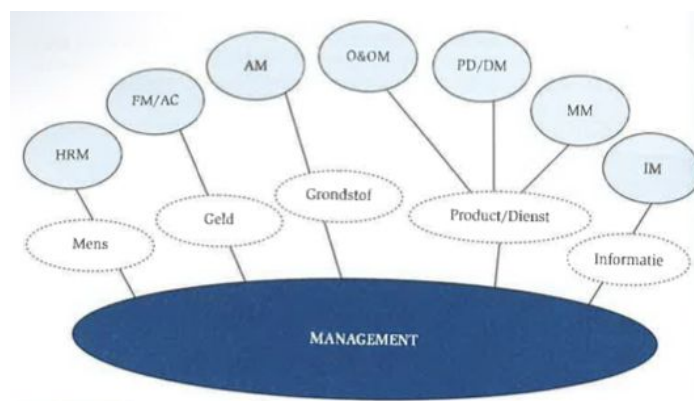 O&OM
PD/DM
AM
FM/AC
MM
HRM
IM
Grondstof
Geld
Product/Dienst
Mens
Informatie
MANAGEMENT